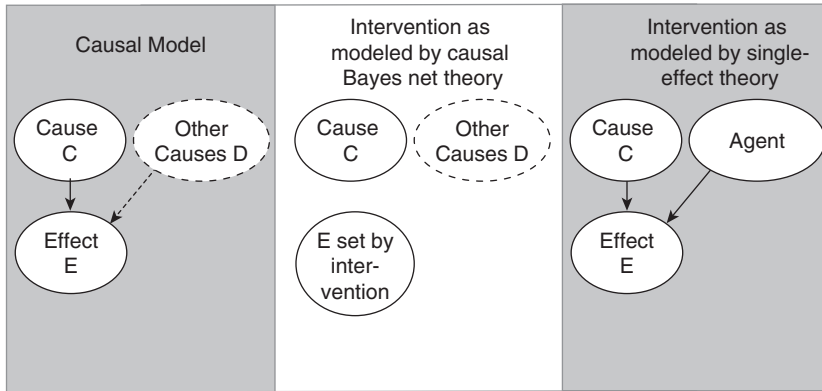 Causal Model
Cause
C
Other
Causes D
Effect
E
Intervention as
modeled by causal
Bayes net theory
Cause
C
Other
Causes D
E set by
inter-
vention
Intervention as
modeled by single-
effect theory
Cause
C
Agent
Effect
E